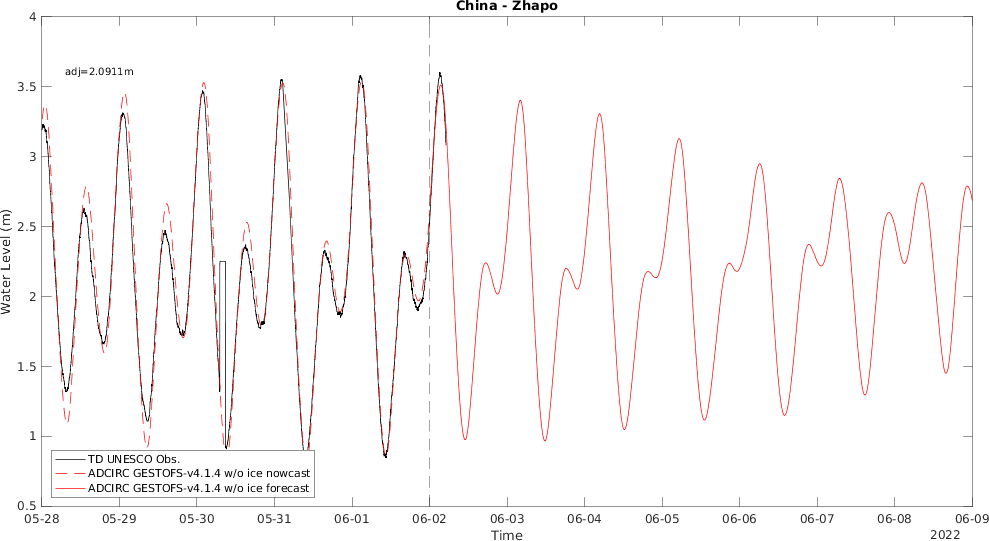 China - Zhapo
4
3.5
3
2.5
2
1.5
1
0.5
Water Level (m)
adj=2.0911m
TD UNESCO Obs.
ADCIRC GESTOFS-v4.1.4 w/o ice nowcast
ADCIRC GESTOFS-v4.1.4 w/o ice forecast
05-28 05-29 05-30 05-31 06-01 06-02 06-03 06-04 06-05 06-06 06-07 06-08 06-09
Time
2022